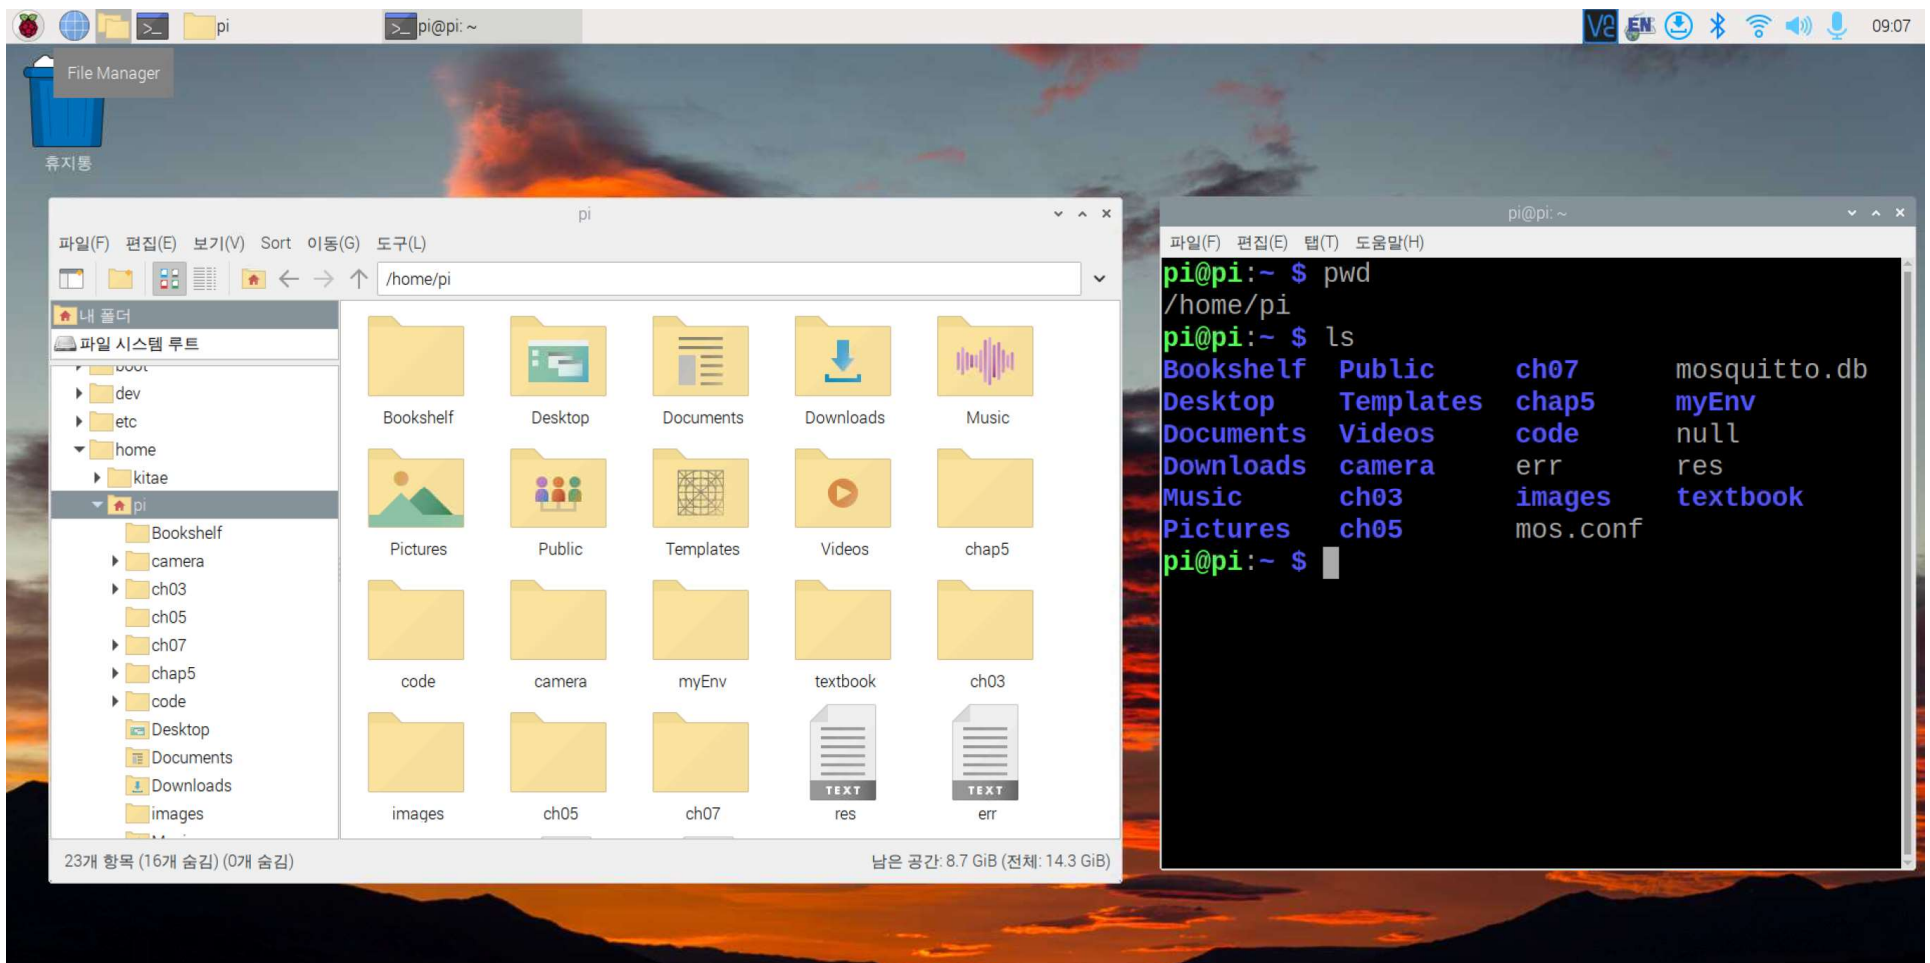 pi
pi@pi: ~
VC
EN
09:07
File Manager
휴지통
pi
파일(F) 편집(E) 보기(V) Sort 이동(G) 도구(L)
/home/pi
내 폴더
파일 시스템 루트
boot
dev
etc
home
kitae
pi
Bookshelf
camera
ch03
ch05
ch07
chap5
code
Desktop
Documents
Downloads
images
Bookshelf Desktop Documents Downloads Music
Pictures Public Templates Videos chap5
code camera myEnv textbook ch03
TEXT TEXT
images ch05 ch07 res err
23개 항목 (16개 숨김) (0개 숨김) 남은 공간: 8.7 GiB (전체: 14.3 GiB)
pi@pi: ~
파일(F) 편집(E) 탭(T) 도움말(H)
pi@pi:~ $ pwd
/home/pi
pi@pi:~ $ ls
Bookshelf Public ch07 mosquitto.db
Desktop Templates chap5 myEnv
Documents Videos code null
Downloads camera err res
Music ch03 images textbook
Pictures ch05 mos.conf
pi@pi:~ $